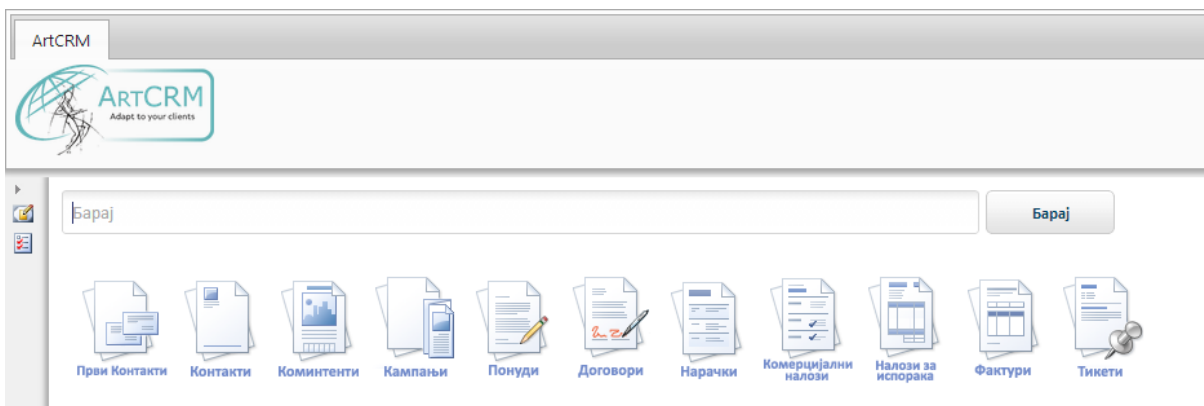 ArtCRM
ARTCRM
Adapt to your clients
Барај
Барај
Први Контакти
Контакти
Коминтенти
Кампањи
Понуди
Договори
Нарачки
Комерцијални
налози
Налози за
испорака
Фактури
Тикети